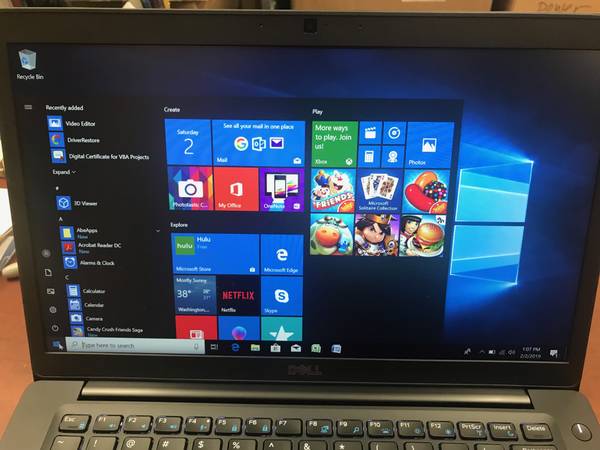 Recycle Bin
Recently added
Video Editor
DriverRestore
Digital Certificate for VBA Projects
Expand
#
3D Viewer
A
AbeApps
New
Acrobat Reader DC
New
Alarms & Clock
C
Calculator
Calendar
Camera
Candy Crush Friends Saga
New
Type here to search
Create
Saturday
2
See all your mail in one place
Mail
Photolastic C...
My Office
OneNote
Explore
hulu
Hulu
Microsoft Store
Microsoft Edge
Mostly Sunny
38°
Washington,...
NETFLIX
Netflix
Skype
Play
More ways
to play. Join
us!
Xbox
Photos
FRIENDS
Microsoft
Solitaire Collection
1:07 PM
2/2/2019
DELL
Esc
F1
F2
F3
F4
F5
F6
F7
F8
F9
F10
F11
F12
PrtScr
Insert
Delete